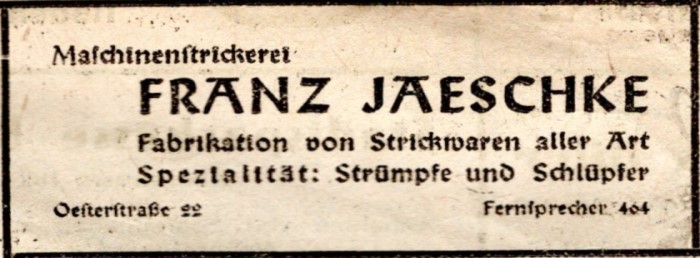 Maſchinenſtrickerei
FRANZ JAESCHKE
Fabrikation von Strickwaren aller Art
Spezialität: Strümpfe und Schlüpfer
Oeſterſtraße 22
Fernſprecher 464